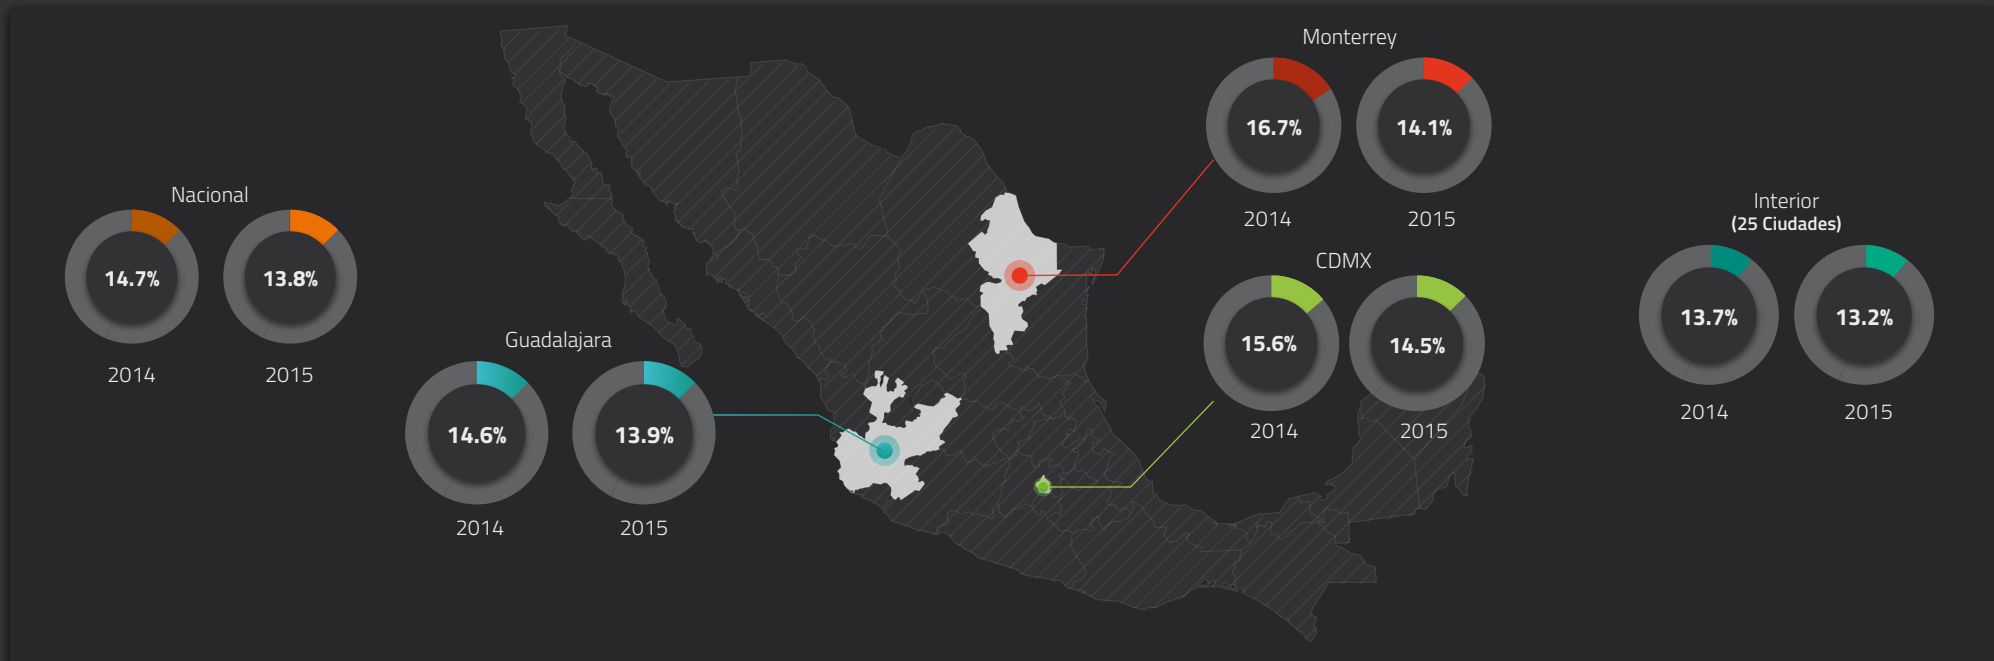 Nacional
14.7% 13.8%
2014 2015
Guadalajara
14.6% 13.9%
2014 2015
Monterrey
16.7% 14.1%
2014 2015
CDMX
15.6% 14.5%
2014 2015
Interior
(25 Ciudades)
13.7% 13.2%
2014 2015